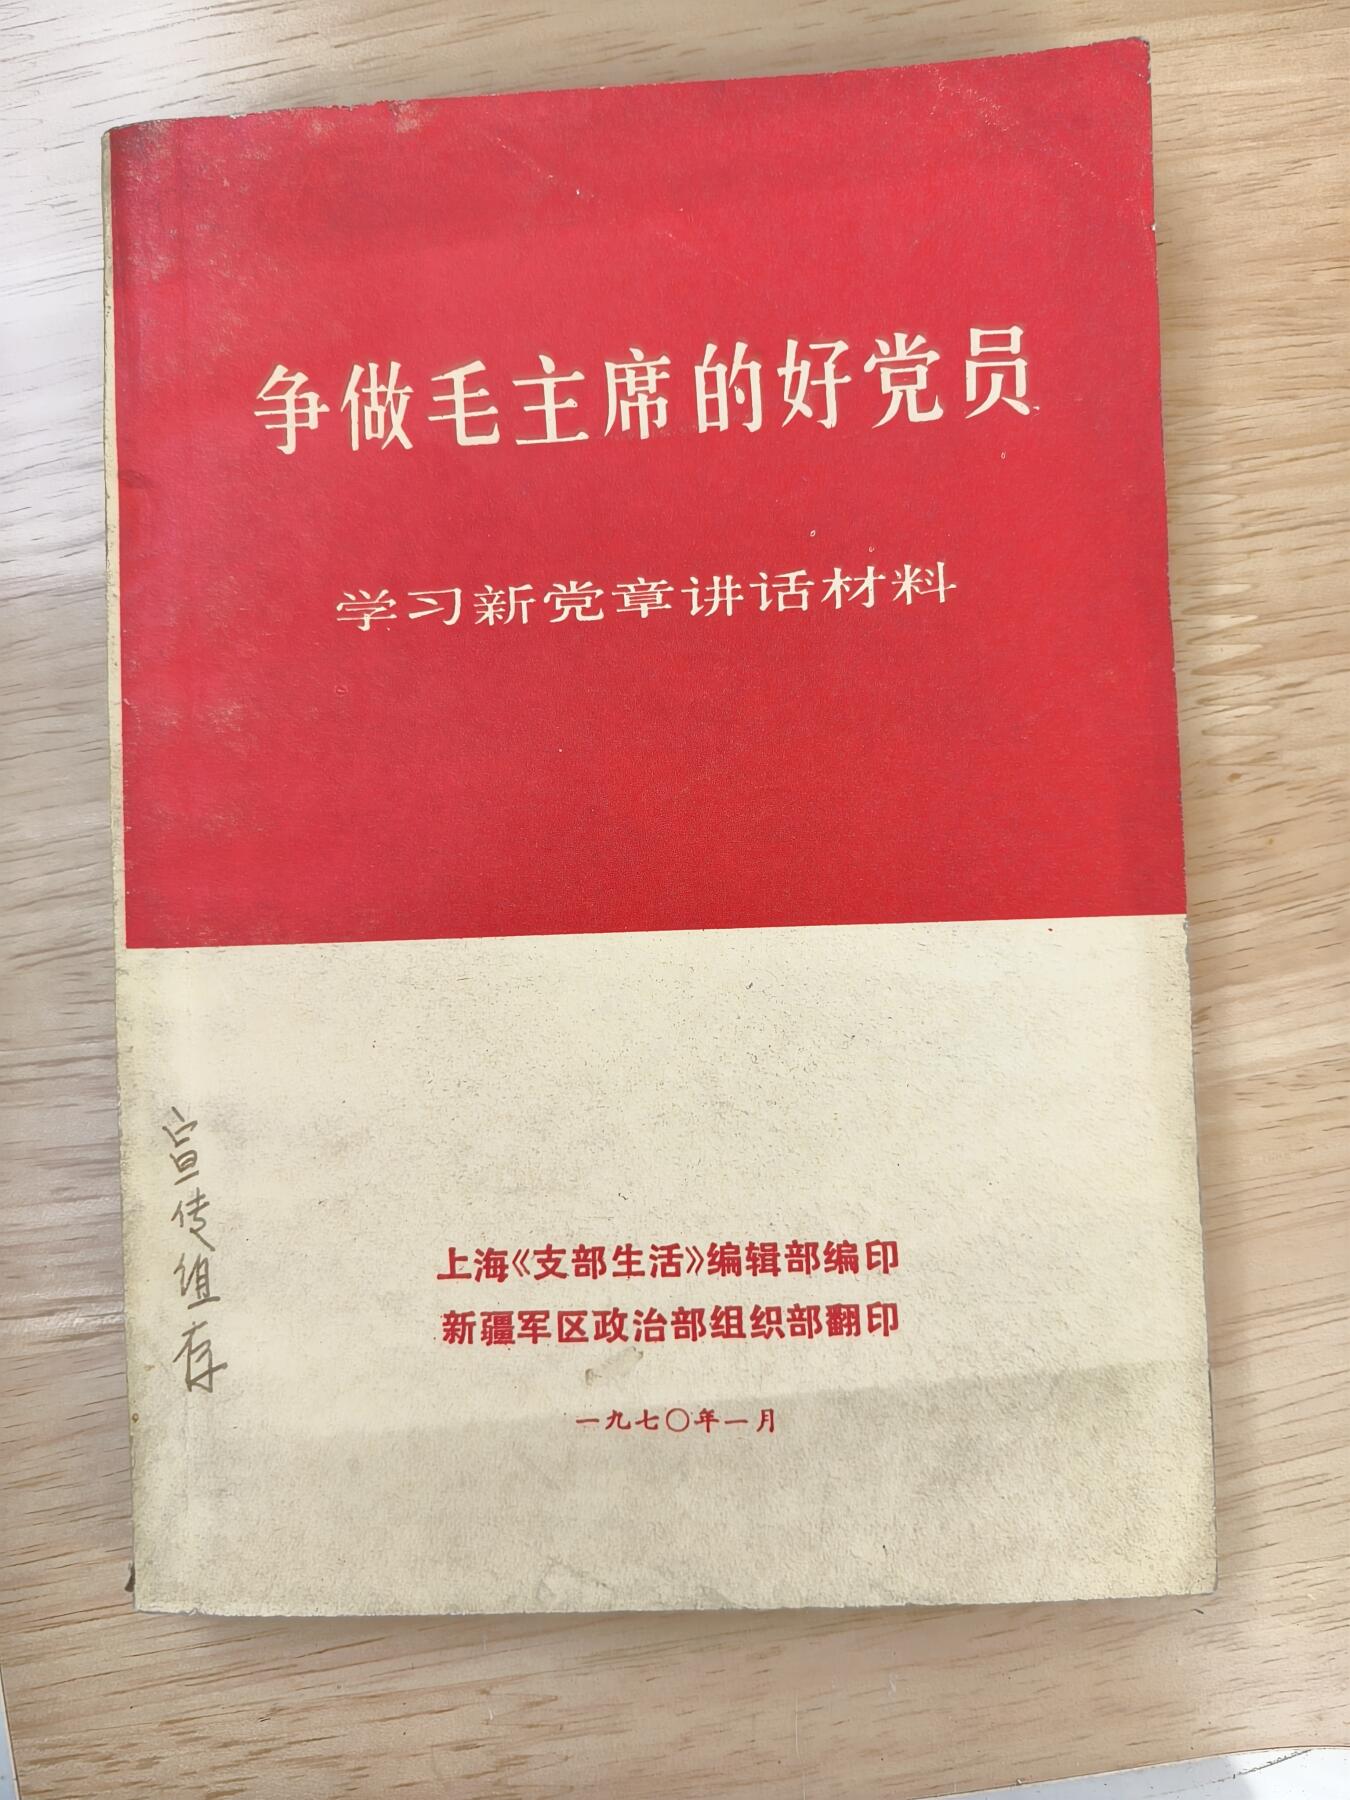 争做毛主席的好党员
学习新党章讲话材料
宣传组存
上海《支部生活》编辑部编印
新疆军区政治部组织部翻印
一九七〇年一月